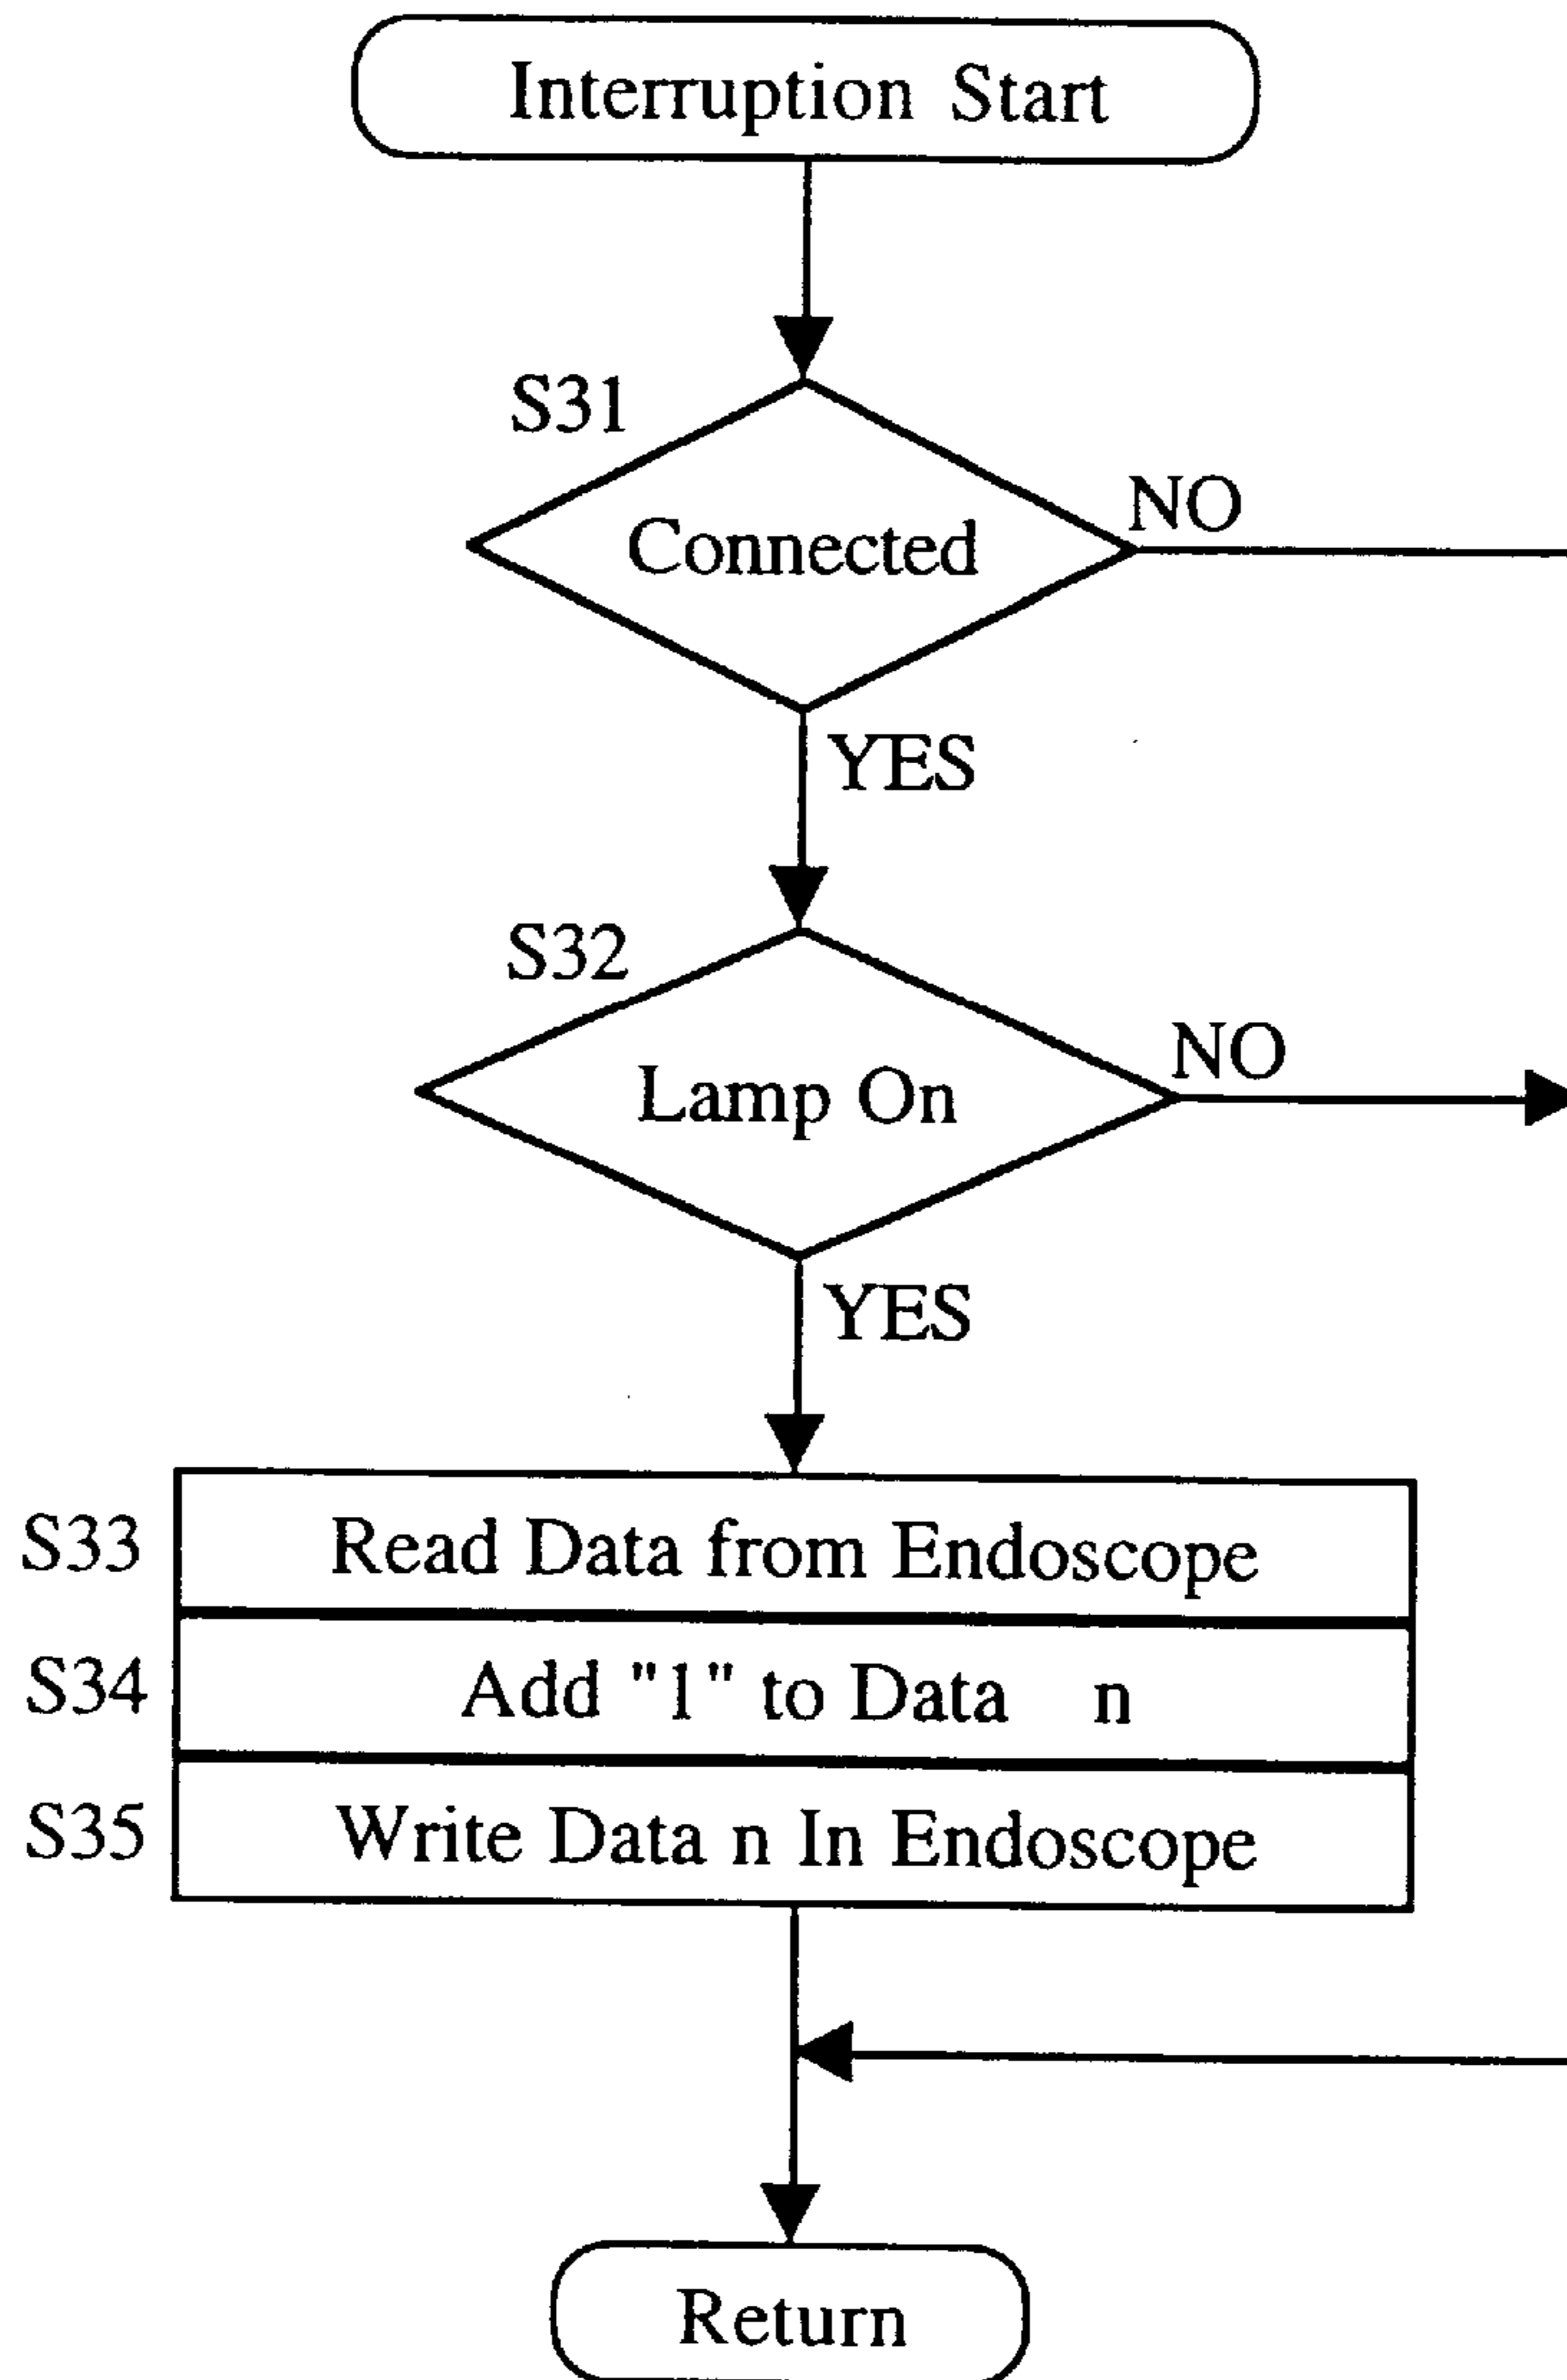 Interruption Start
S31
Connected
NO
YES
S32
Lamp On
NO
YES
S33 Read Data from Endoscope
S34 Add "1" to Data n
S35 Write Data n In Endoscope
Return